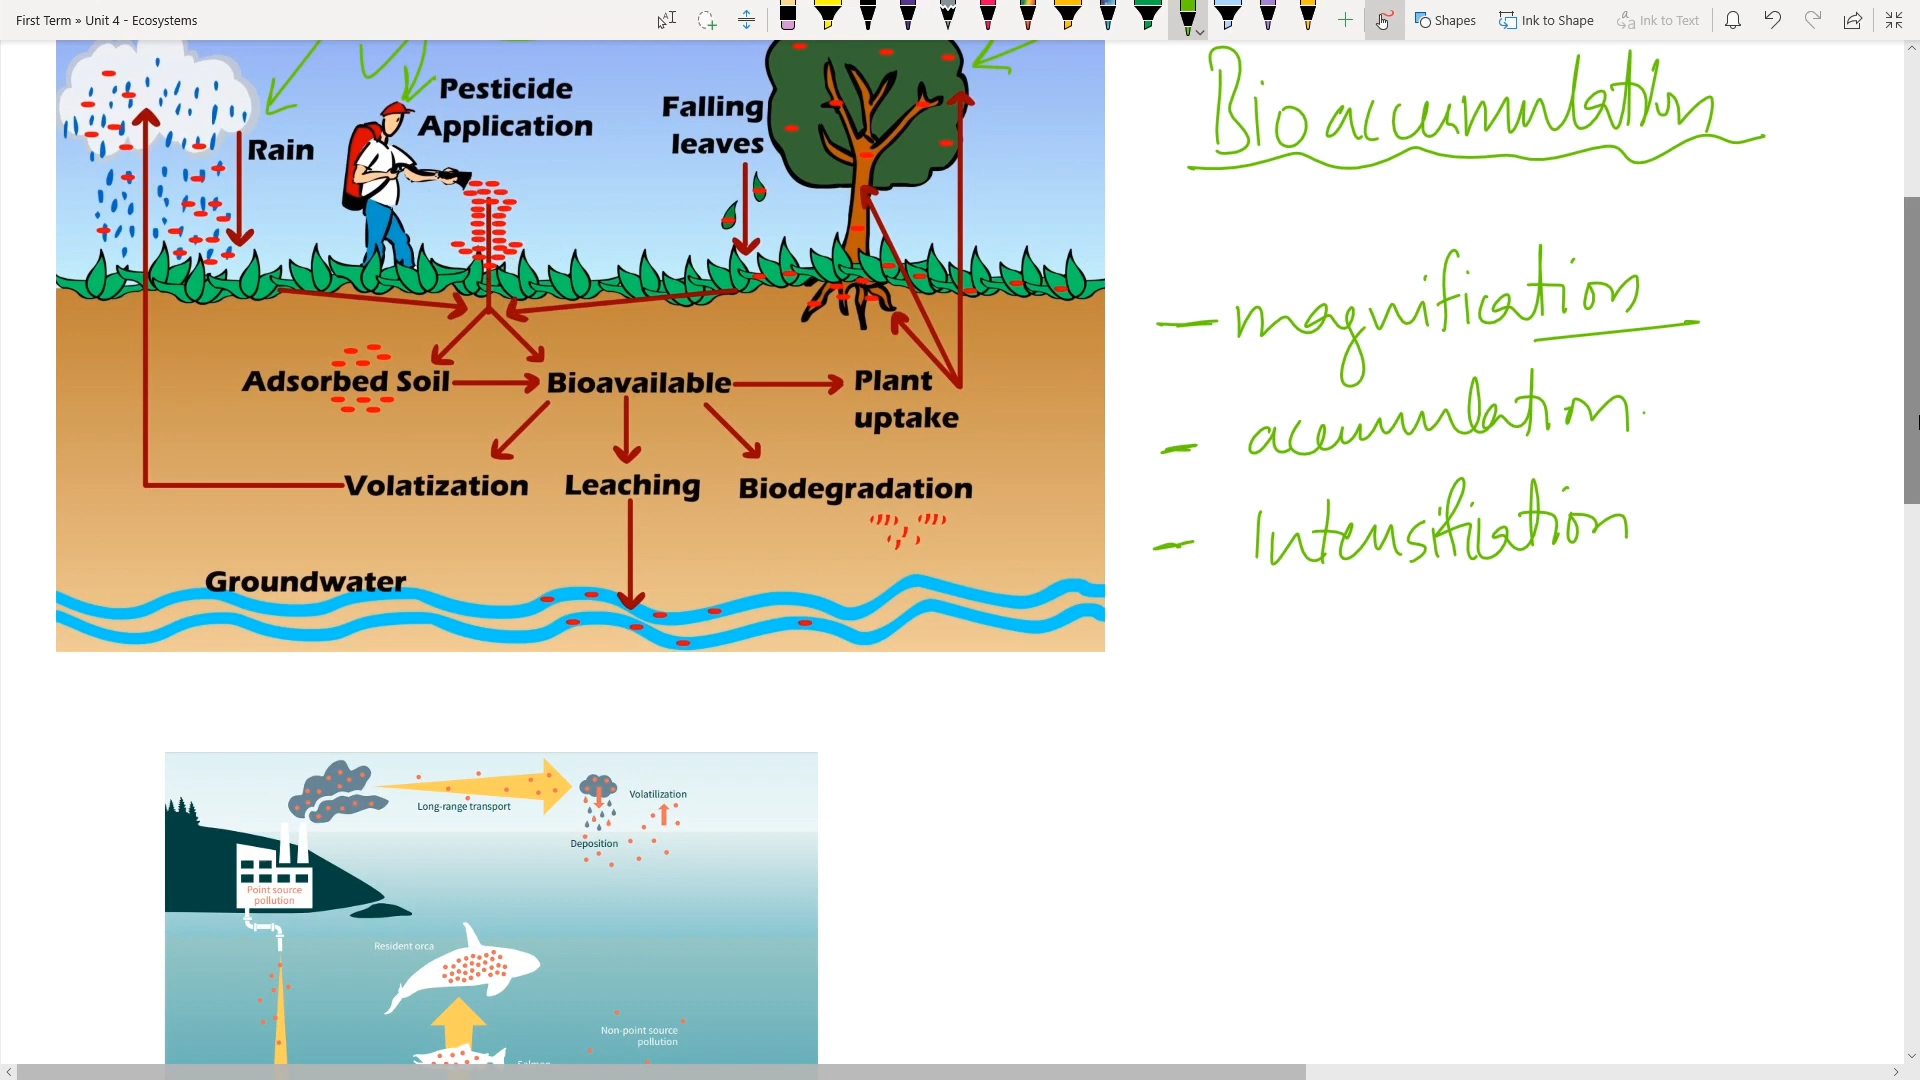 First Term » Unit 4 - Ecosystems
Shapes
Ink to Shape
Ink to Text
Pesticide
Application
Rain
Falling
leaves
Adsorbed Soil
Bioavailable
Plant
uptake
Volatization
Leaching
Biodegradation
Groundwater
Bioaccumulation
- magnification
- accumulation.
- Intensification
Long-range transport
Volatilization
Deposition
Point source
pollution
Resident orca
Non-point source
pollution
Salmon